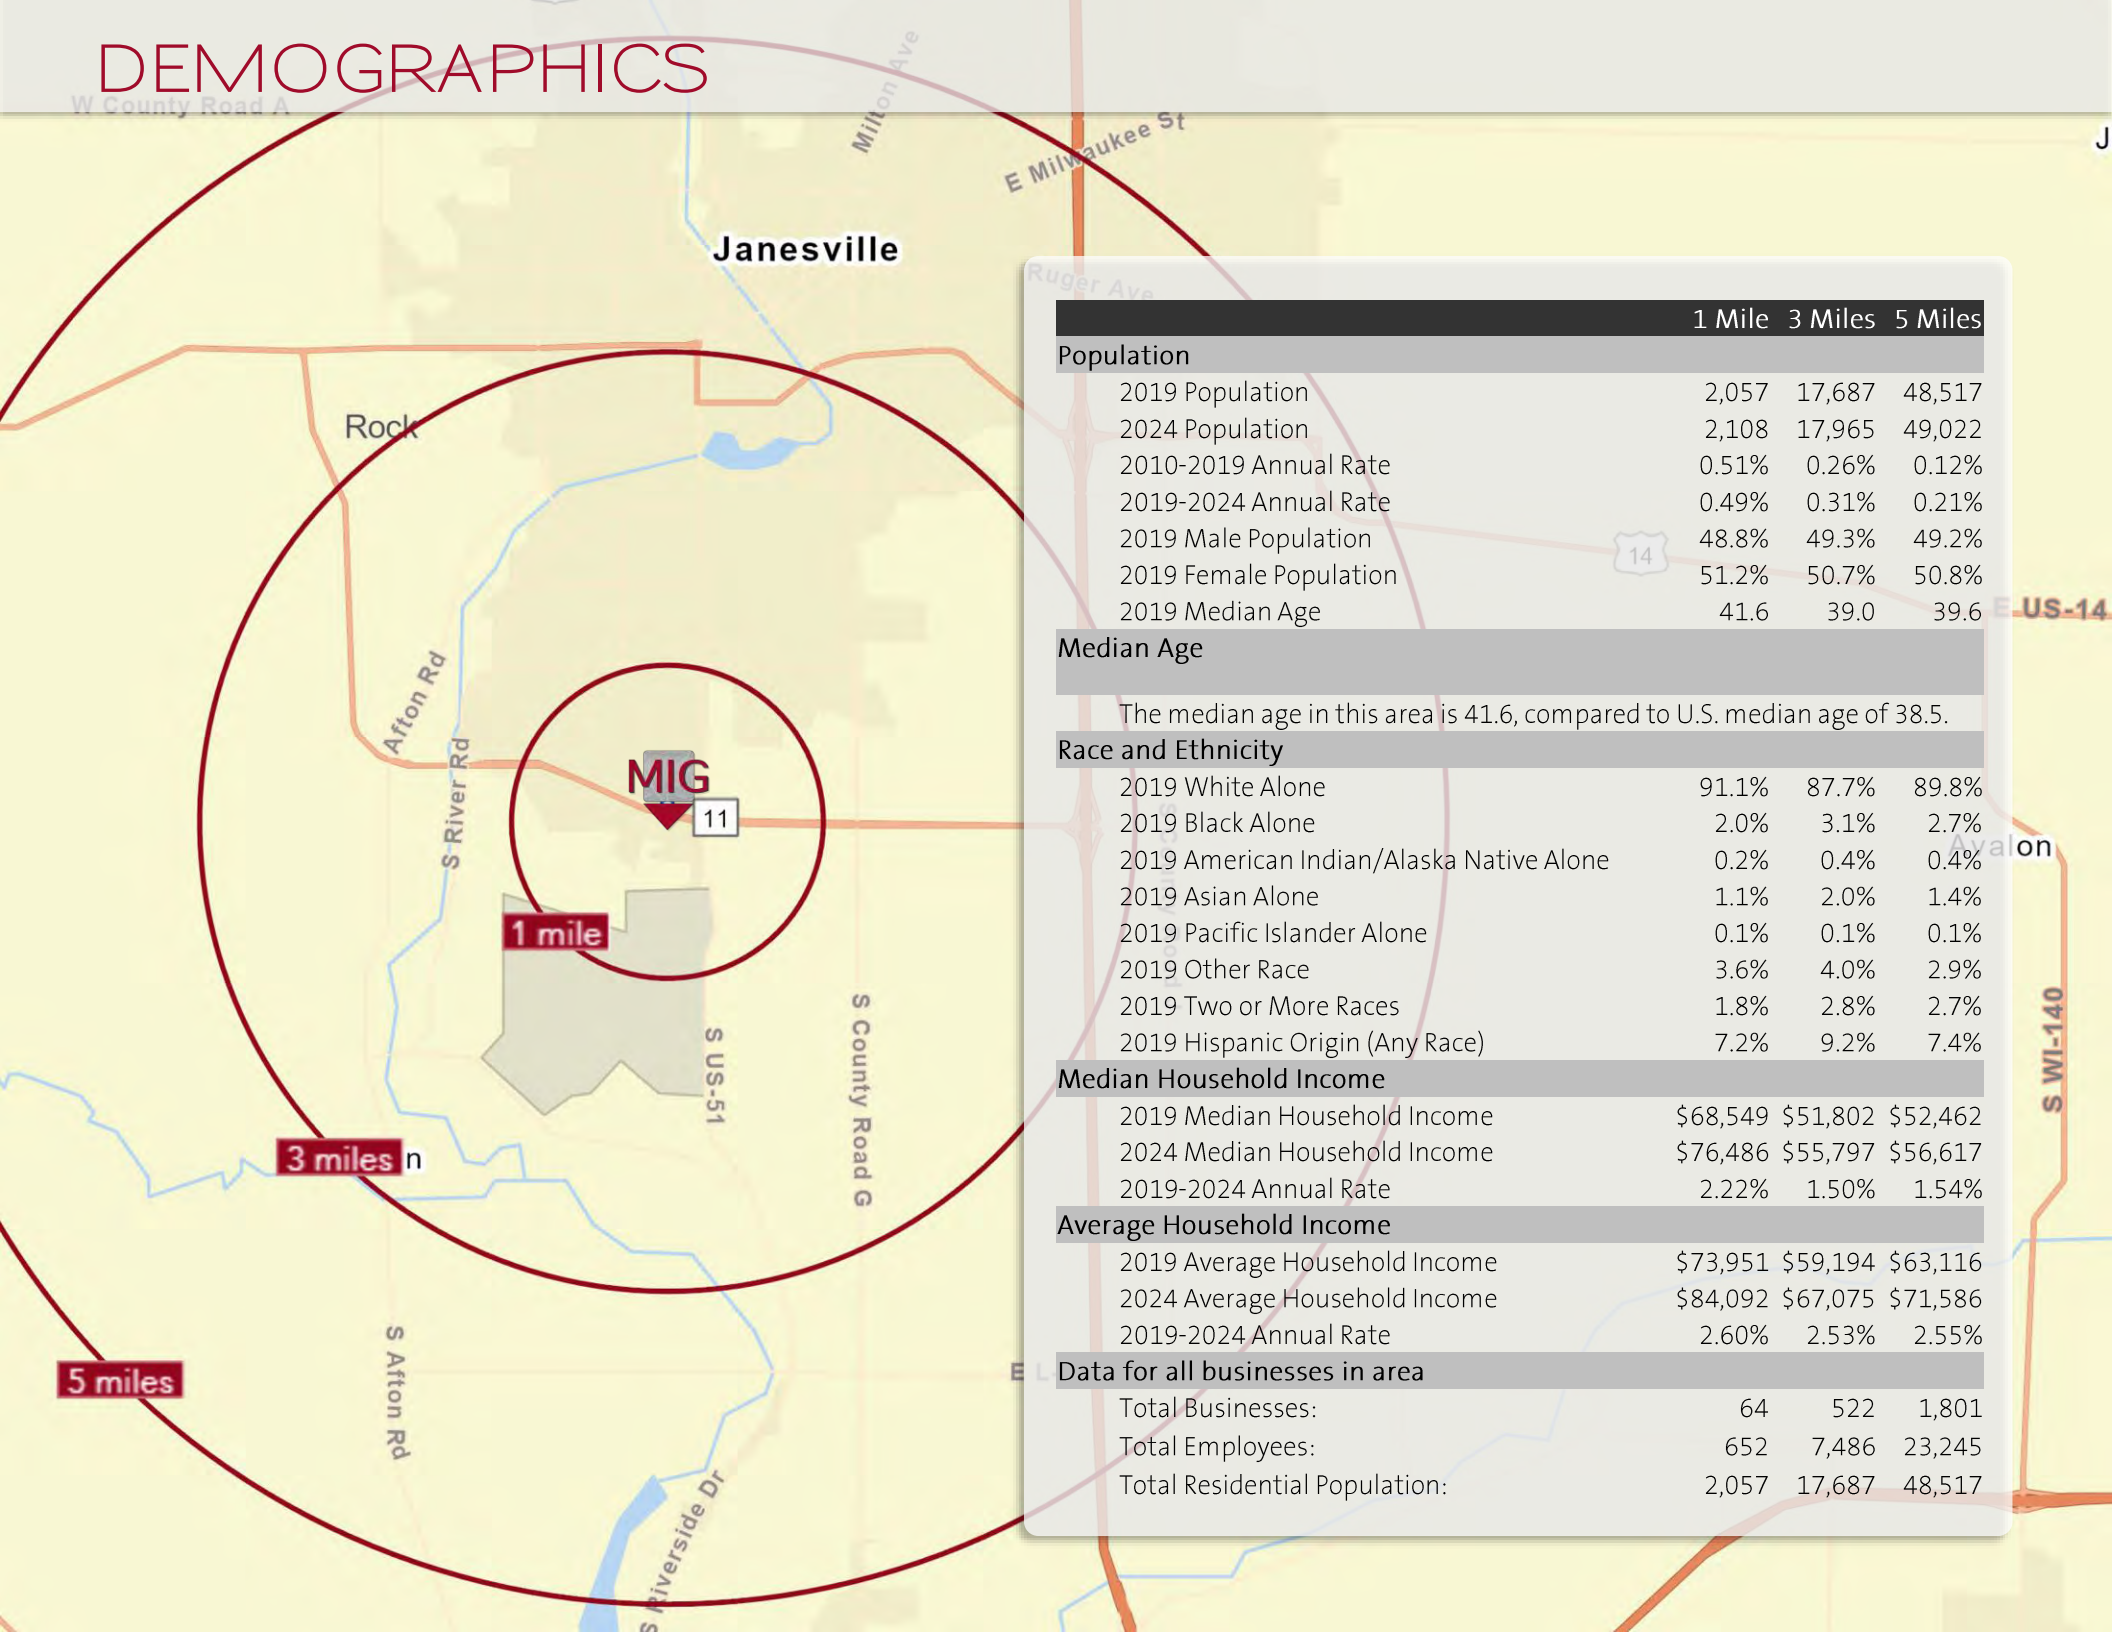 DEMOGRAPHICS
W County Road A
Milton Ave
E Milwaukee St
J
Janesville
Ruger Ave
Rock
14
E US-14
Afton Rd
S River Rd
MIG
11
Avalon
1 mile
S US-51
S County Road G
S WI-140
3 miles n
S Afton Rd
5 miles
E L
S Riverside Dr
1 Mile 3 Miles 5 Miles
Population
2019 Population 2,057 17,687 48,517
2024 Population 2,108 17,965 49,022
2010-2019 Annual Rate 0.51% 0.26% 0.12%
2019-2024 Annual Rate 0.49% 0.31% 0.21%
2019 Male Population 48.8% 49.3% 49.2%
2019 Female Population 51.2% 50.7% 50.8%
2019 Median Age 41.6 39.0 39.6
Median Age
The median age in this area is 41.6, compared to U.S. median age of 38.5.
Race and Ethnicity
2019 White Alone 91.1% 87.7% 89.8%
2019 Black Alone 2.0% 3.1% 2.7%
2019 American Indian/Alaska Native Alone 0.2% 0.4% 0.4%
2019 Asian Alone 1.1% 2.0% 1.4%
2019 Pacific Islander Alone 0.1% 0.1% 0.1%
2019 Other Race 3.6% 4.0% 2.9%
2019 Two or More Races 1.8% 2.8% 2.7%
2019 Hispanic Origin (Any Race) 7.2% 9.2% 7.4%
Median Household Income
2019 Median Household Income $68,549 $51,802 $52,462
2024 Median Household Income $76,486 $55,797 $56,617
2019-2024 Annual Rate 2.22% 1.50% 1.54%
Average Household Income
2019 Average Household Income $73,951 $59,194 $63,116
2024 Average Household Income $84,092 $67,075 $71,586
2019-2024 Annual Rate 2.60% 2.53% 2.55%
Data for all businesses in area
Total Businesses: 64 522 1,801
Total Employees: 652 7,486 23,245
Total Residential Population: 2,057 17,687 48,517